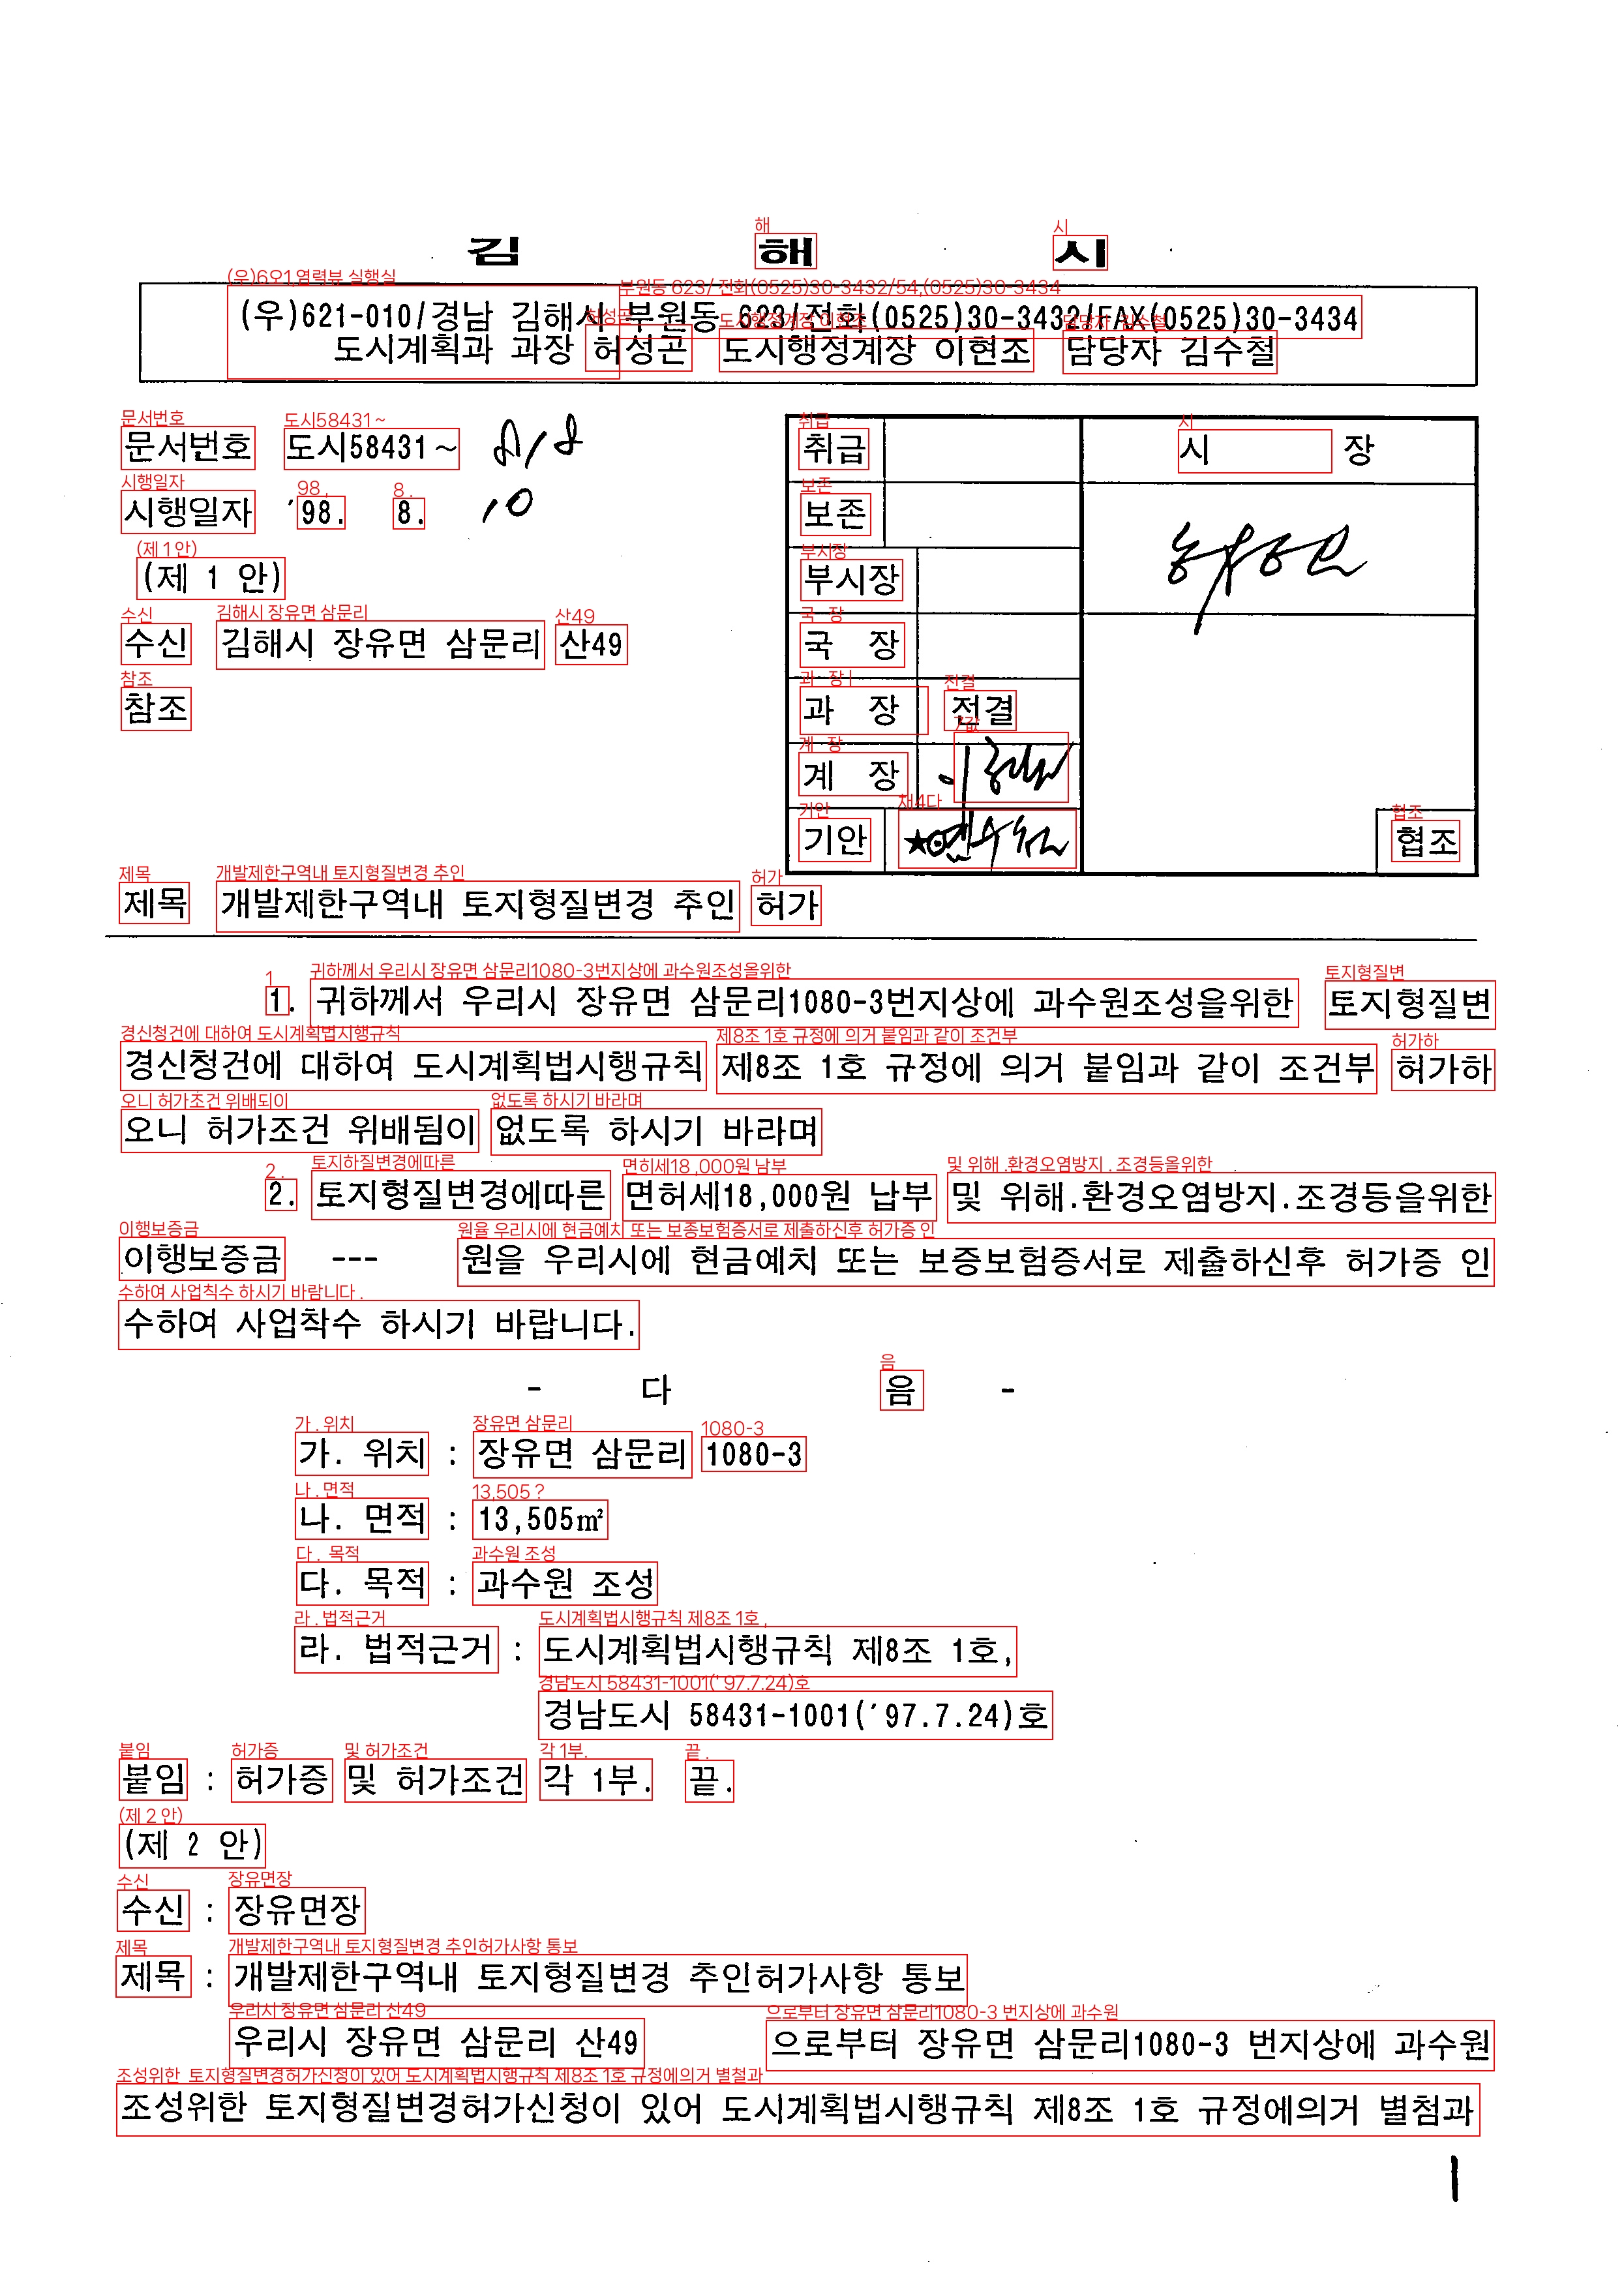 김 해 시
(우)621-010/경남 김해시 부원동 623/전화(0525)30-3432/FAX(0525)30-3434
도시계획과 과장 허성곤 도시행정계장 이현조 담당자 김수철
문서번호 도시58431~
시행일자 '98. 8. 10
(제 1 안)
수신 김해시 장유면 삼문리 산49
참조
취급
시 장
보존
부시장
국 장
과 장 전결
계 장
기안
협조
제목 개발제한구역내 토지형질변경 추인 허가
1. 귀하께서 우리시 장유면 삼문리1080-3번지상에 과수원조성을위한 토지형질변
경신청건에 대하여 도시계획법시행규칙 제8조 1호 규정에 의거 붙임과 같이 조건부 허가하
오니 허가조건 위배됨이 없도록 하시기 바라며
2. 토지형질변경에따른 면허세18,000원 납부 및 위해.환경오염방지.조경등을위한
이행보증금 --- 원을 우리시에 현금예치 또는 보증보험증서로 제출하신후 허가증 인
수하여 사업착수 하시기 바랍니다.
- 다 음 -
가. 위치 : 장유면 삼문리 1080-3
나. 면적 : 13,505㎡
다. 목적 : 과수원 조성
라. 법적근거 : 도시계획법시행규칙 제8조 1호,
경남도시 58431-1001('97.7.24)호
붙임 : 허가증 및 허가조건 각 1부. 끝.
(제 2 안)
수신 : 장유면장
제목 : 개발제한구역내 토지형질변경 추인허가사항 통보
우리시 장유면 삼문리 산49 으로부터 장유면 삼문리1080-3 번지상에 과수원
조성위한 토지형질변경허가신청이 있어 도시계획법시행규칙 제8조 1호 규정에의거 별첨과